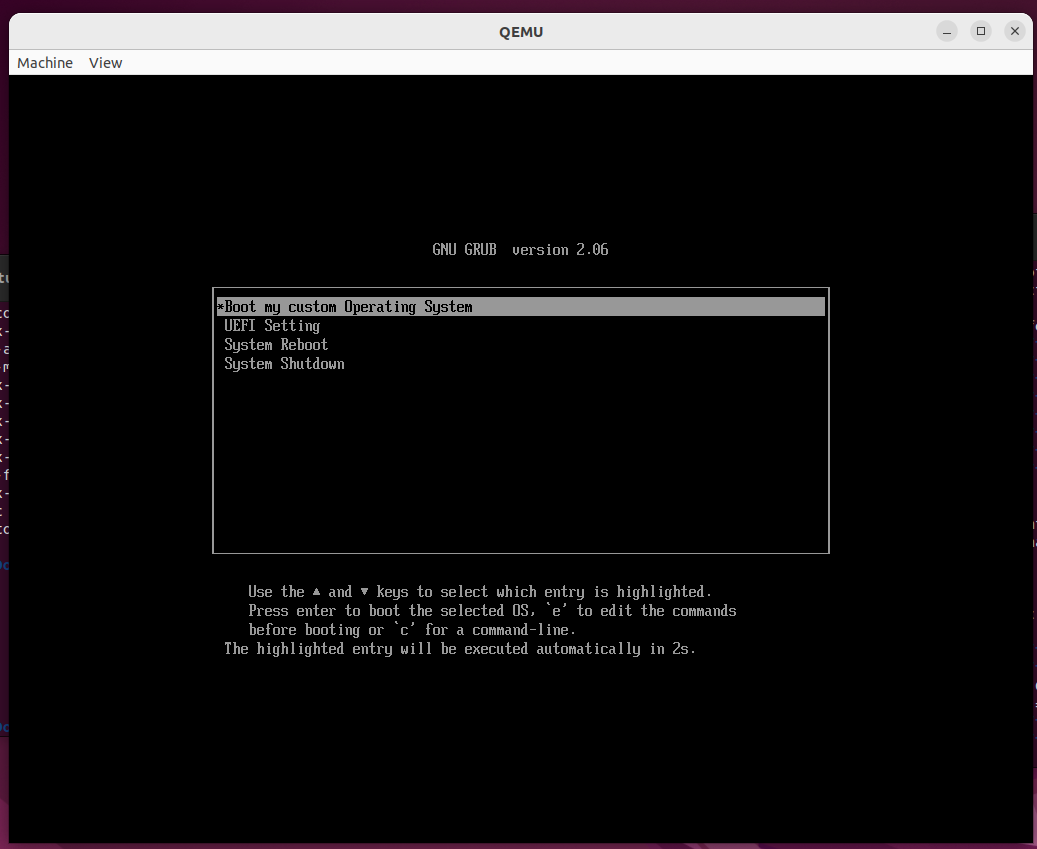 QEMU
Machine View
GNU GRUB version 2.06
*Boot my custom Operating System
UEFI Setting
System Reboot
System Shutdown
Use the ▲ and ▼ keys to select which entry is highlighted.
Press enter to boot the selected OS, `e' to edit the commands
before booting or `c' for a command-line.
The highlighted entry will be executed automatically in 2s.